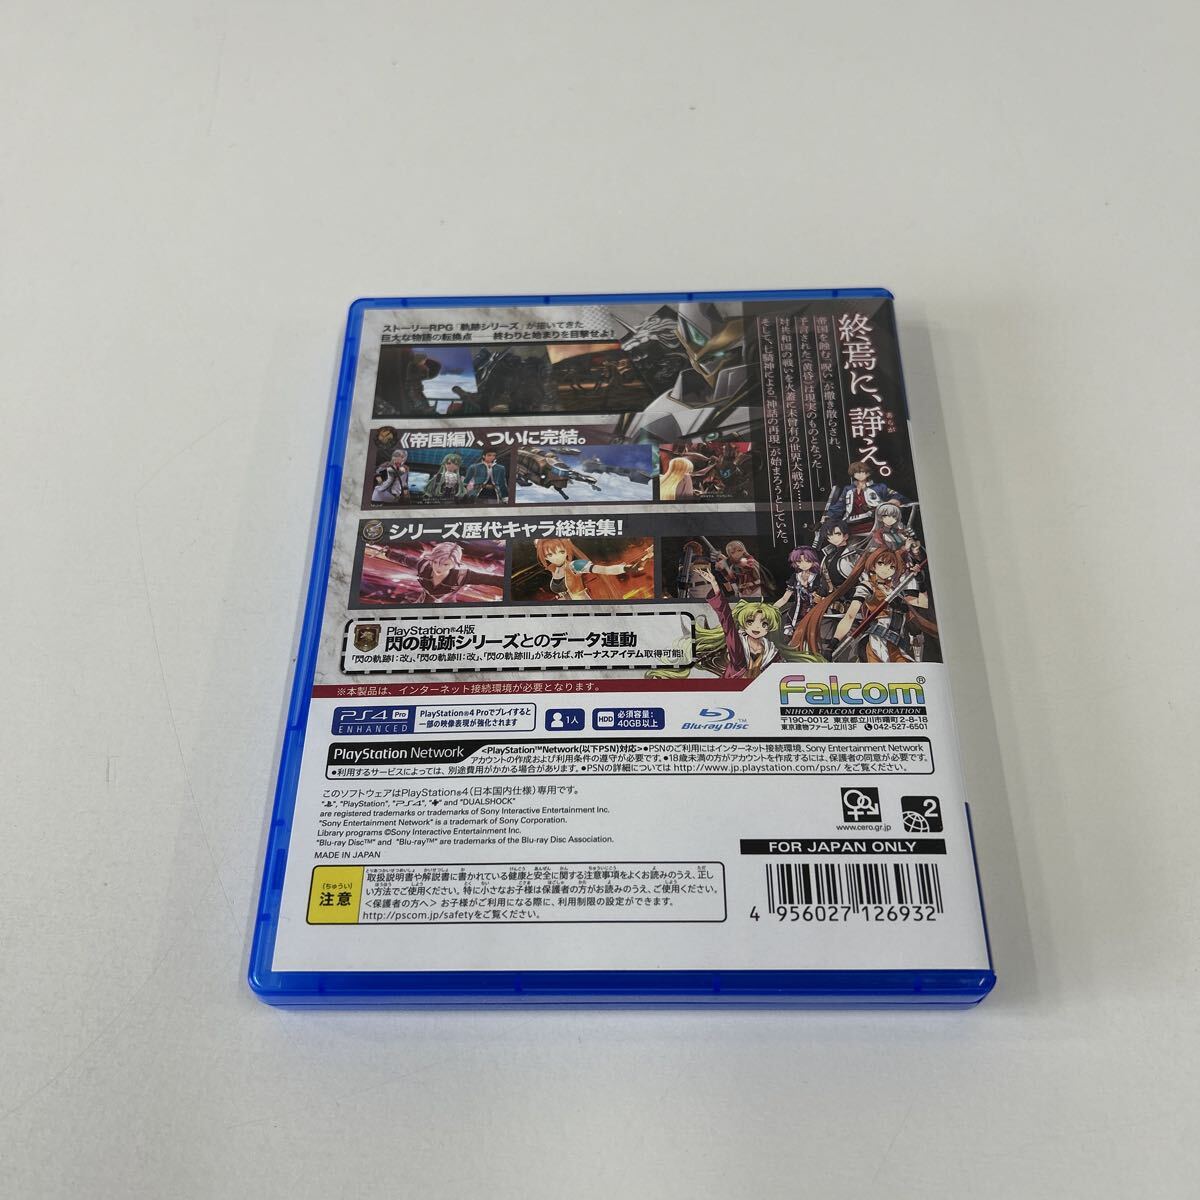 ストーリーRPG「軌跡シリーズ」が描いてきた
巨大な物語の転換点――終わりと始まりを目撃せよ！
終焉に、諍え。
あらが
帝国を蝕む「呪い」が撒き散らされ、
予言された《黄昏》は現実のものとなった――。
対共和国の戦いを火蓋に未曾有の世界大戦が……
そして、七騎神による「神話の再現」が始まろうとしていた。
《帝国編》、ついに完結。
シリーズ歴代キャラ総結集！
PlayStation®4版
閃の軌跡シリーズとのデータ連動
「閃の軌跡I：改」、「閃の軌跡II：改」、「閃の軌跡III」があれば、ボーナスアイテム取得可能！
※本製品は、インターネット接続環境が必要となります。
Falcom®
NIHON FALCOM CORPORATION
〒190-0012 東京都立川市曙町2-8-18
東京建物ファーレ立川3F 042-527-6501
PS4 Pro
ENHANCED
PlayStation®4 Proでプレイすると
一部の映像表現が強化されます
1人
HDD 必須容量：
40GB以上
Blu-ray Disc™
PlayStation Network
<PlayStation™Network(以下PSN)対応>●PSNのご利用にはインターネット接続環境、Sony Entertainment Network
アカウントの作成および利用条件の遵守が必要です。●18歳未満の方がアカウントを作成するには、保護者の同意が必要です。
●利用するサービスによっては、別途費用がかかる場合があります。●PSNの詳細については http://www.jp.playstation.com/psn/ をご覧ください。
このソフトウェアはPlayStation®4（日本国内仕様）専用です。
"PlayStation", "PS4", and "DUALSHOCK"
are registered trademarks or trademarks of Sony Interactive Entertainment Inc.
"Sony Entertainment Network" is a trademark of Sony Corporation.
Library programs ©Sony Interactive Entertainment Inc.
"Blu-ray Disc™" and "Blu-ray™" are trademarks of the Blu-ray Disc Association.
MADE IN JAPAN
www.cero.gr.jp
2
FOR JAPAN ONLY
(ちゅうい)
注意
取扱説明書や解説書に書かれている健康と安全に関する注意事項をよくお読みのうえ、正し
い方法でご使用ください。特に小さなお子様は保護者の方がお読みのうえ、ご使用ください。
<保護者の方へ> お子様がご利用になる際に、利用制限の設定ができます。
http://pscom.jp/safetyをご覧ください。
4 956027 126932